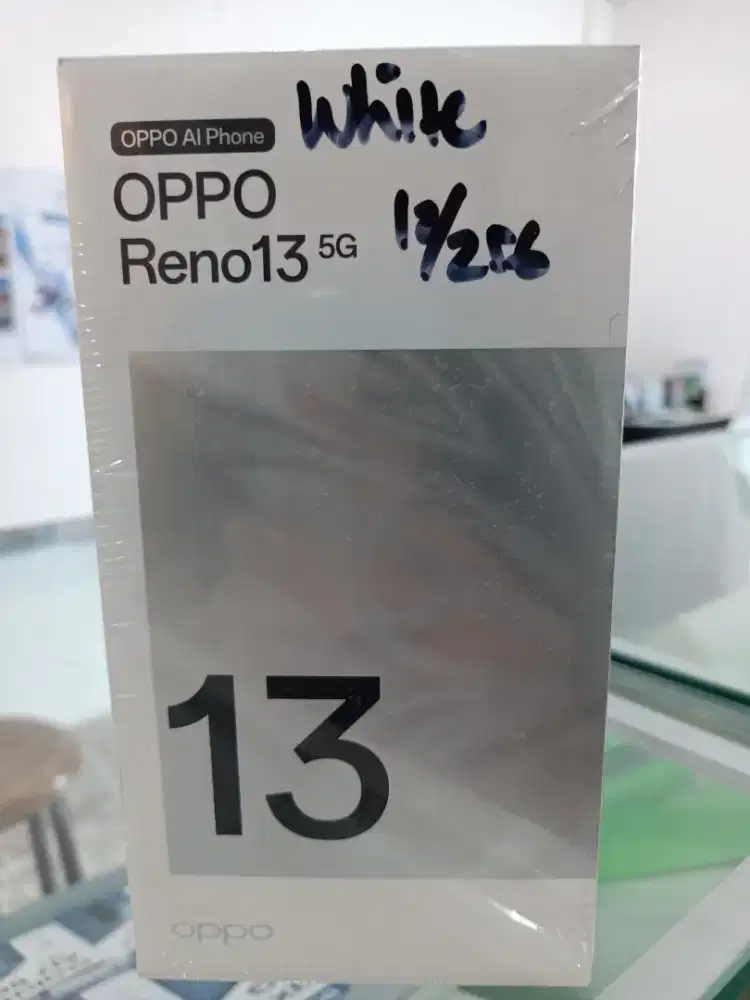 OPPO AI Phone
White
OPPO
Reno13 5G
12/256
13
oppo